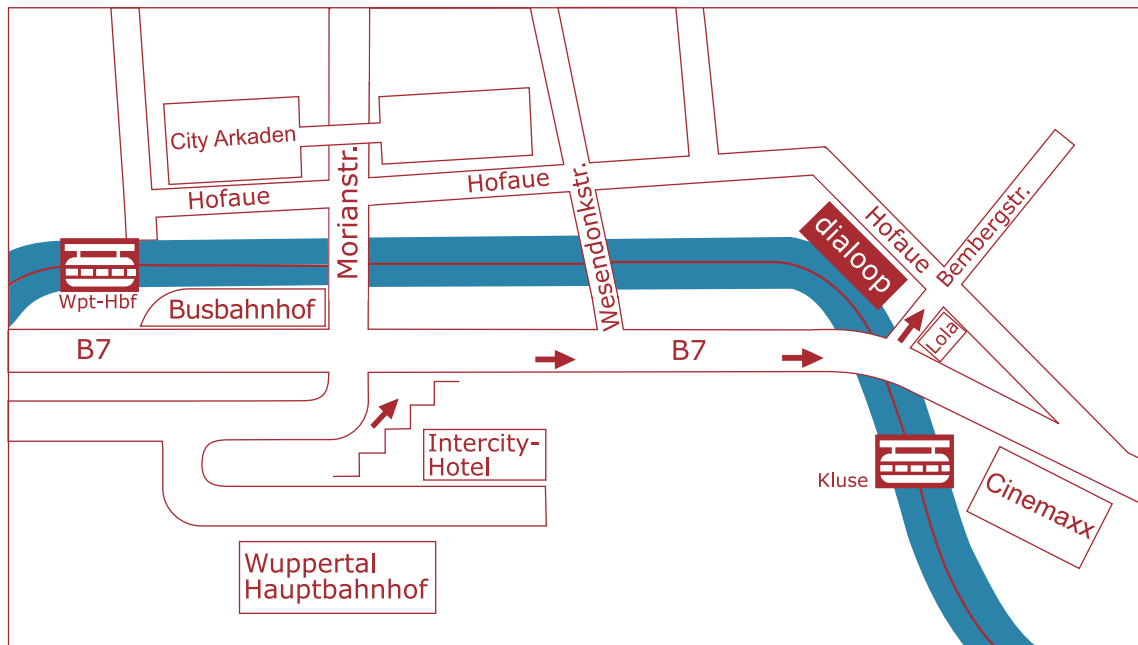 City Arkaden
Morianstr.
Hofaue
Hofaue
Wesendonkstr.
Hofaue
Bembergstr.
dialoop
Wpt-Hbf
Busbahnhof
B7
B7
Lola
Intercity-
Hotel
Kluse
Cinemaxx
Wuppertal
Hauptbahnhof